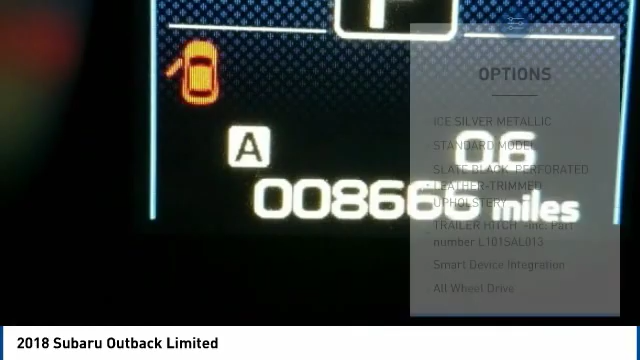 P
OPTIONS
ICE SILVER METALLIC
STANDARD MODEL
A 0.6
SLATE BLACK, PERFORATED
LEATHER-TRIMMED
UPHOLSTERY
008666 miles
TRAILER HITCH -inc: Part
number L101SAL013
Smart Device Integration
All Wheel Drive
2018 Subaru Outback Limited